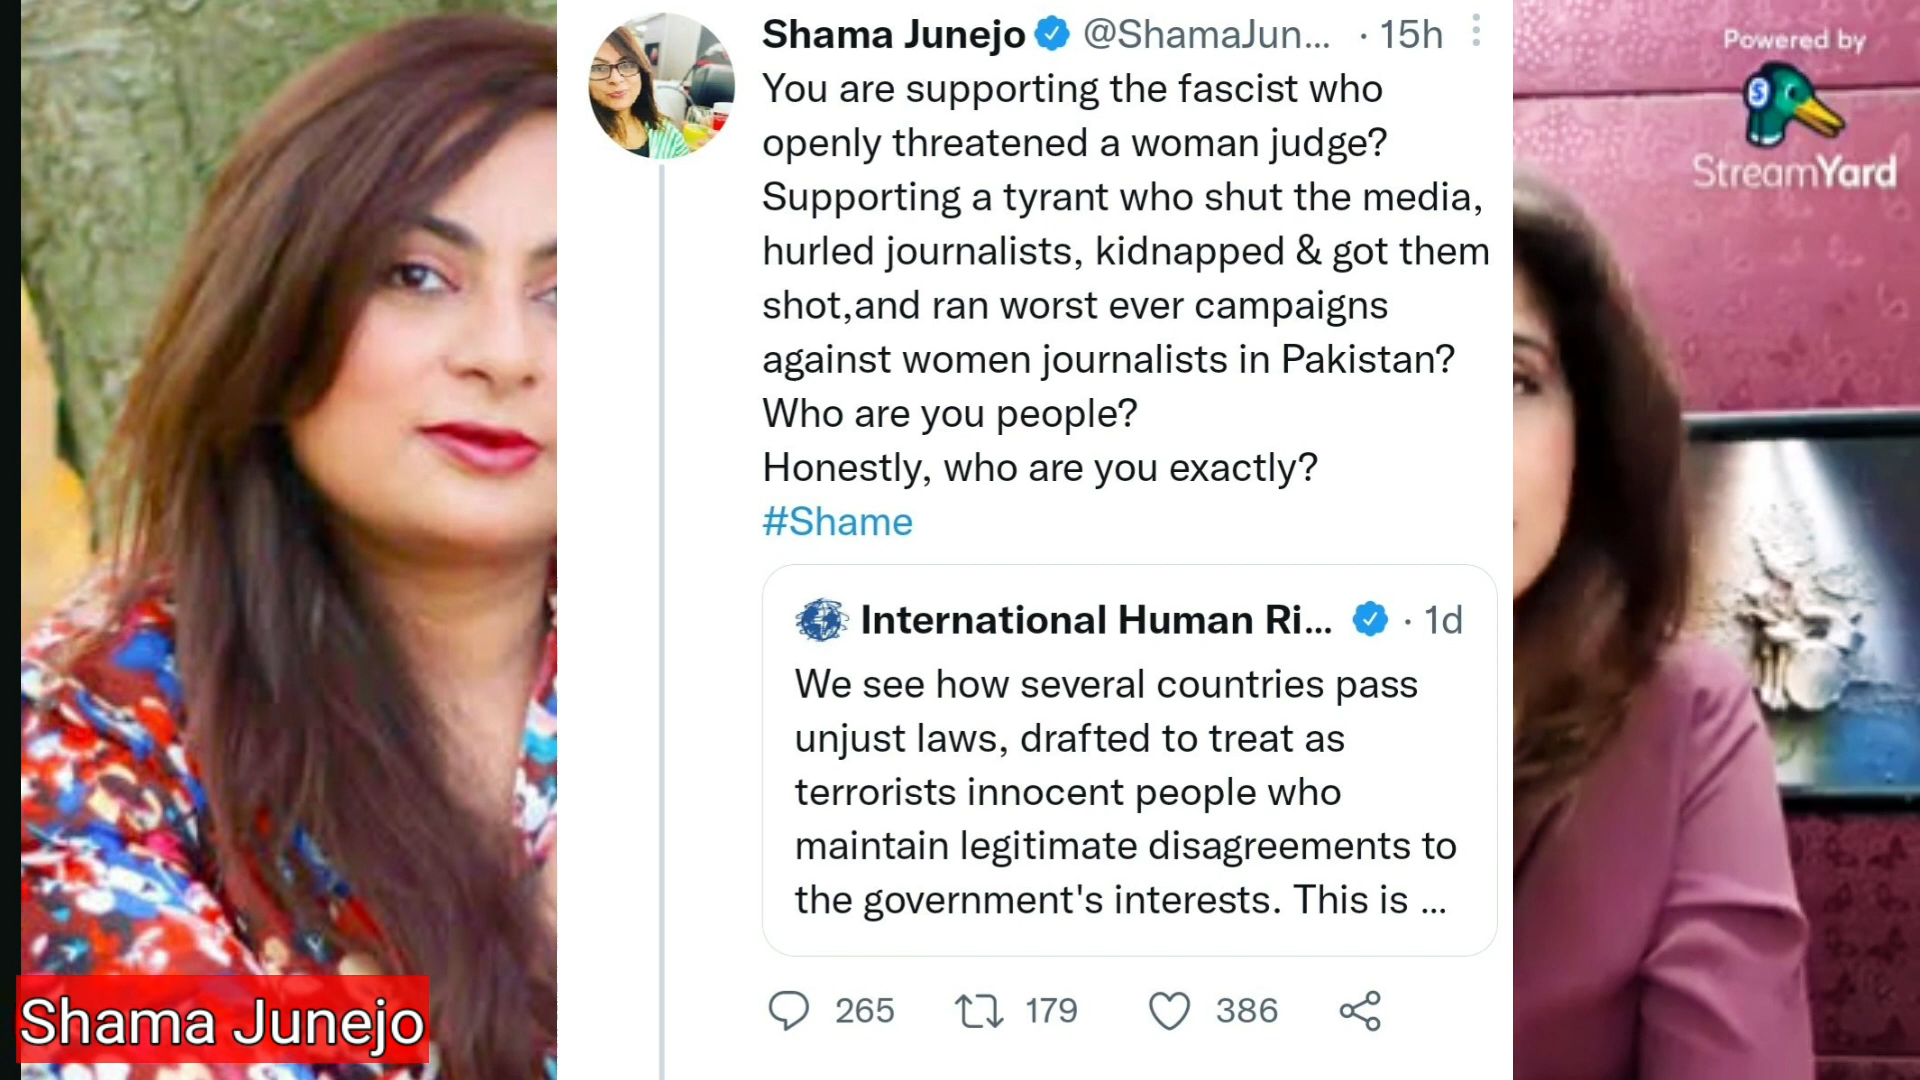 Shama Junejo @ShamaJun... · 15h
You are supporting the fascist who
openly threatened a woman judge?
Supporting a tyrant who shut the media,
hurled journalists, kidnapped & got them
shot,and ran worst ever campaigns
against women journalists in Pakistan?
Who are you people?
Honestly, who are you exactly?
#Shame
International Human Ri... · 1d
We see how several countries pass
unjust laws, drafted to treat as
terrorists innocent people who
maintain legitimate disagreements to
the government's interests. This is ...
265 179 386
Shama Junejo
Powered by
S
StreamYard